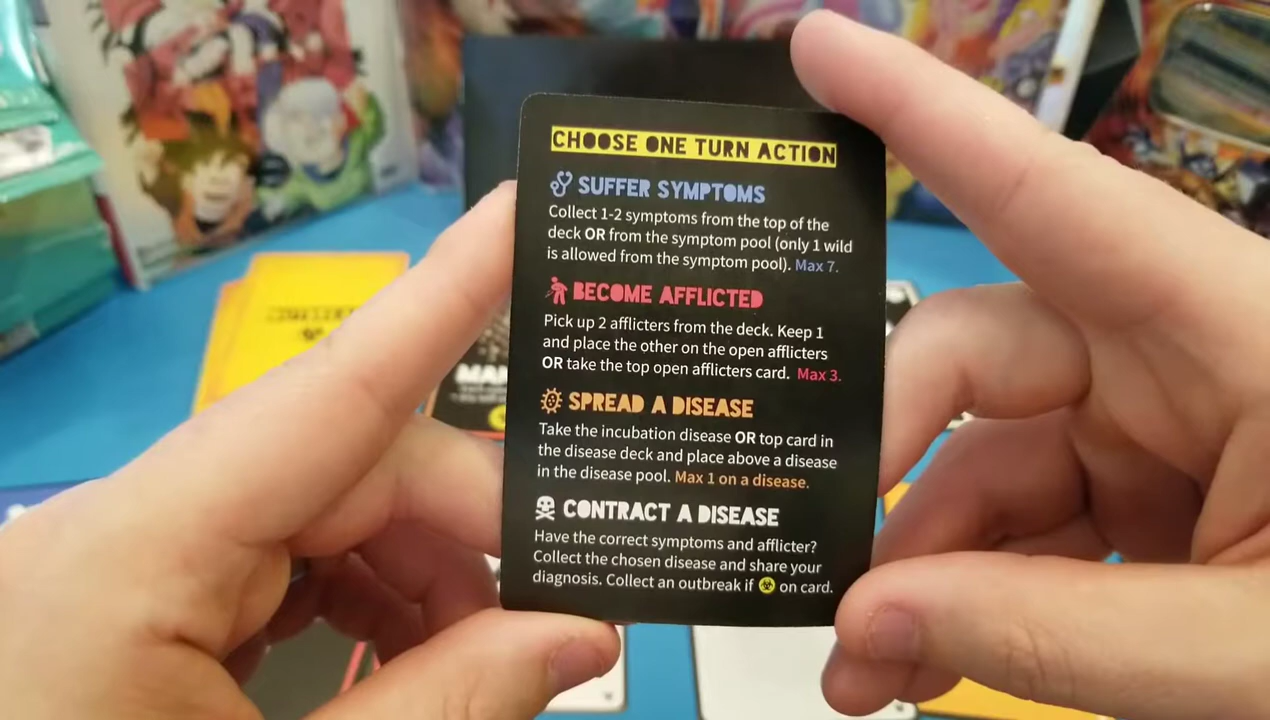 CHOOSE ONE TURN ACTION
SUFFER SYMPTOMS
Collect 1-2 symptoms from the top of the
deck OR from the symptom pool (only 1 wild
is allowed from the symptom pool). Max 7.
BECOME AFFLICTED
Pick up 2 afflicters from the deck. Keep 1
and place the other on the open afflicters
OR take the top open afflicters card. Max 3.
SPREAD A DISEASE
Take the incubation disease OR top card in
the disease deck and place above a disease
in the disease pool. Max 1 on a disease.
CONTRACT A DISEASE
Have the correct symptoms and afflicter?
Collect the chosen disease and share your
diagnosis. Collect an outbreak if on card.